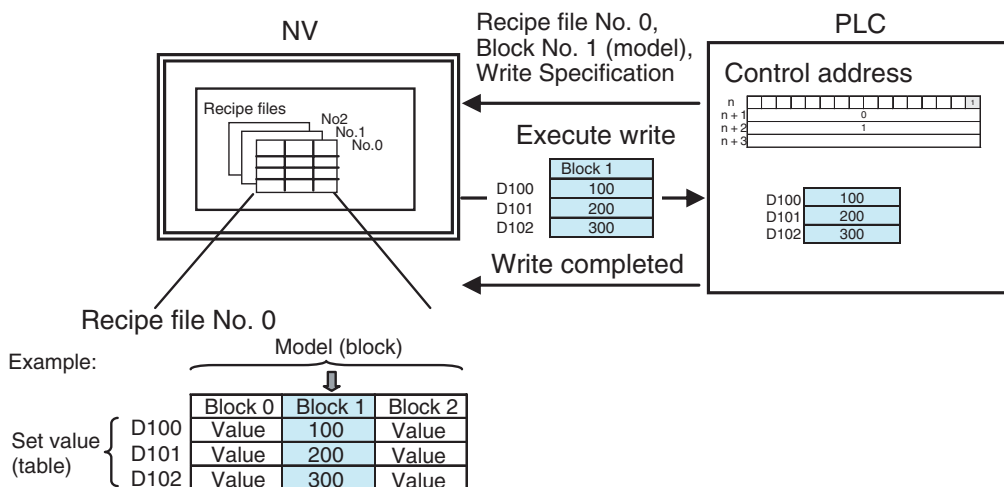 NV
Recipe files
No2
No.1
No.0
Recipe file No. 0,
Block No. 1 (model),
Write Specification
Execute write
Block 1
D100 100
D101 200
D102 300
Write completed
PLC
Control address
n 1
n + 1 0
n + 2 1
n + 3
D100 100
D101 200
D102 300
Recipe file No. 0
Example:
Model (block)
Block 0 Block 1 Block 2
Set value
(table)
D100 Value 100 Value
D101 Value 200 Value
D102 Value 300 Value